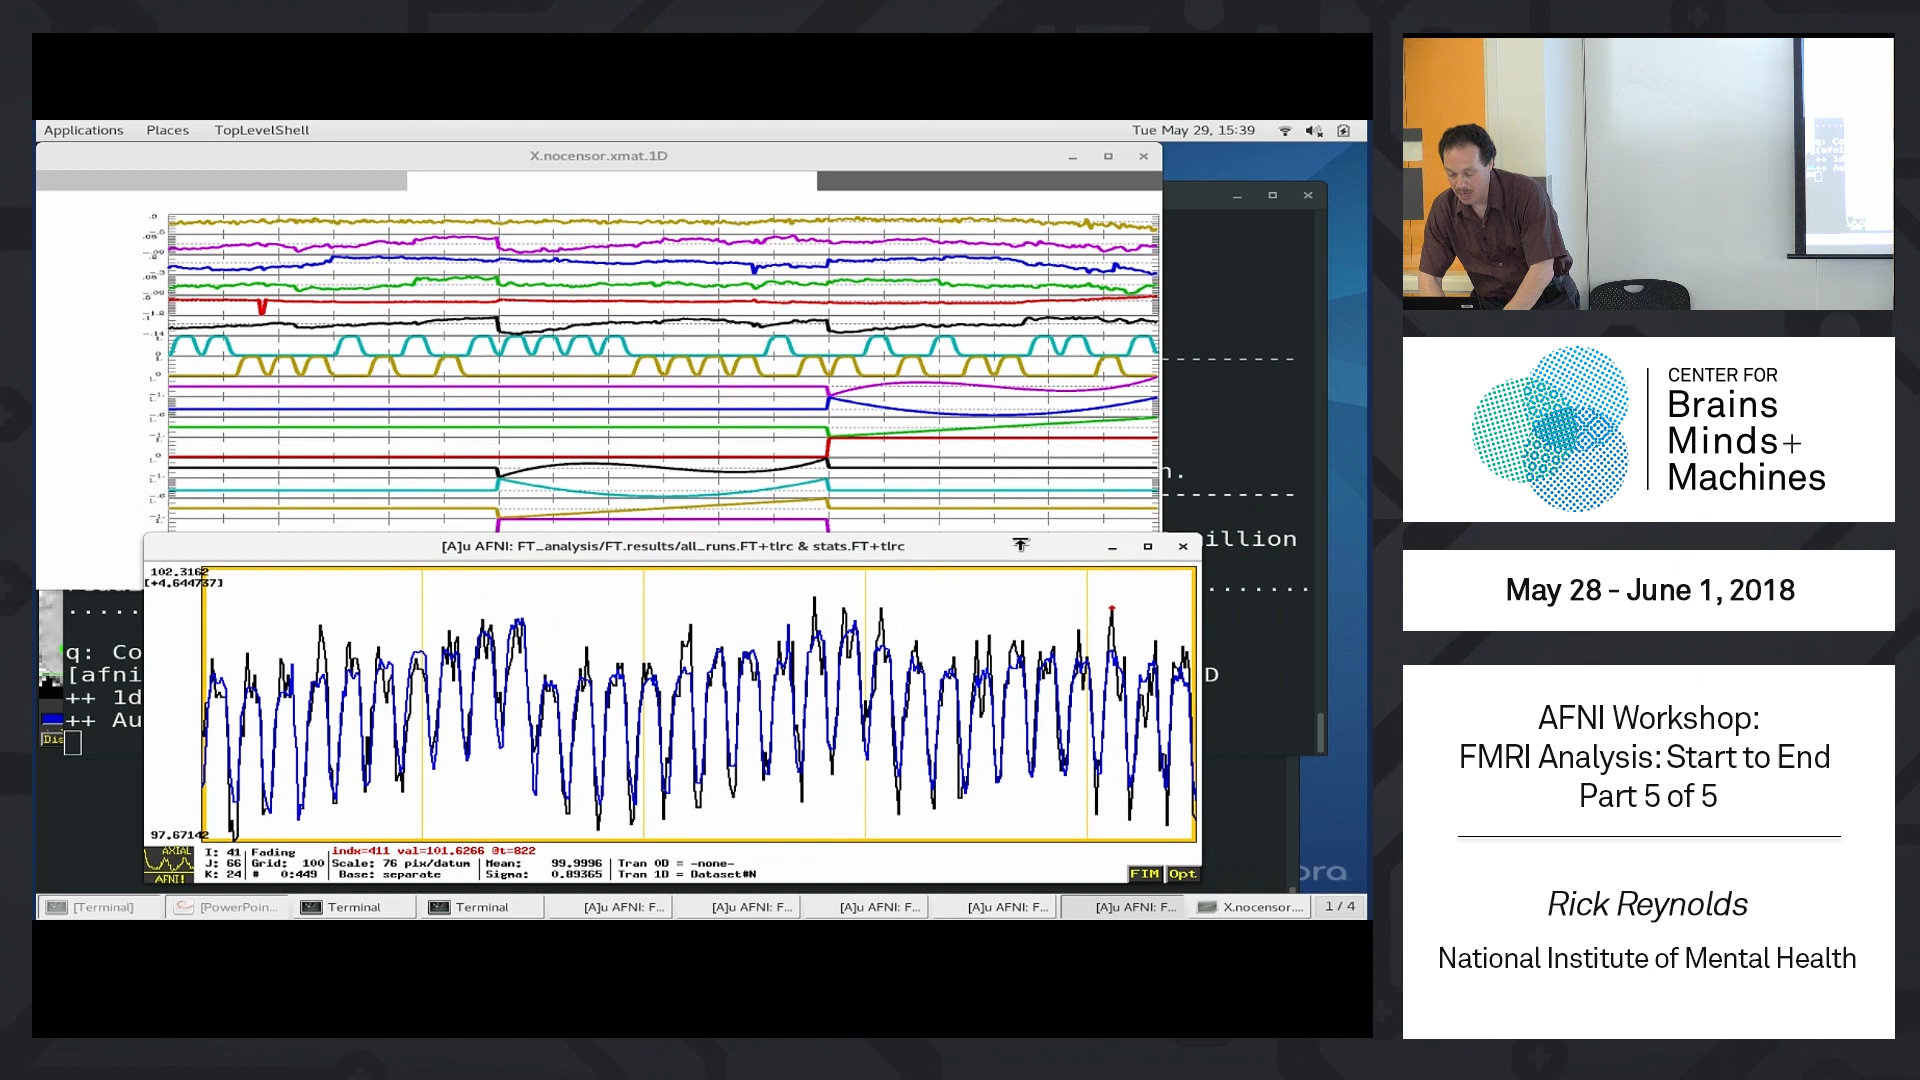 Applications Places TopLevelShell Tue May 29, 15:39
X.nocensor.xmat.1D
n.
illion
[A]u AFNI: FT_analysis/FT.results/all_runs.FT+tlrc & stats.FT+tlrc
102.3162
[+4.644737]
q: Co
[afni
D
++ 1d
++ Au
97.67142
AXIAL
AFNI!
I: 41
J: 66
K: 24
Fading
Grid: 100
# 0:449
indx=411 val=101.6266 @t=822
Scale: 76 pix/datum
Base: separate
Mean: 99.9996
Sigma: 0.89365
Tran 0D = -none-
Tran 1D = Dataset#N
FIM Opt
ora
[Terminal] [PowerPoin... Terminal Terminal [A]u AFNI: F... [A]u AFNI: F... [A]u AFNI: F... [A]u AFNI: F... [A]u AFNI: F... X.nocensor.... 1 / 4
CENTER FOR
Brains
Minds+
Machines
May 28 - June 1, 2018
AFNI Workshop:
FMRI Analysis: Start to End
Part 5 of 5
Rick Reynolds
National Institute of Mental Health